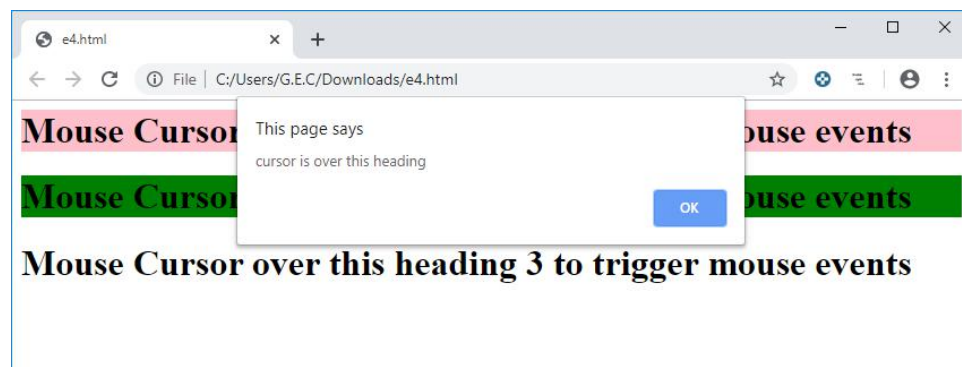 e4.html
File | C:/Users/G.E.C/Downloads/e4.html
This page says
cursor is over this heading
OK
Mouse Cursor ouse events
Mouse Cursor ouse events
Mouse Cursor over this heading 3 to trigger mouse events